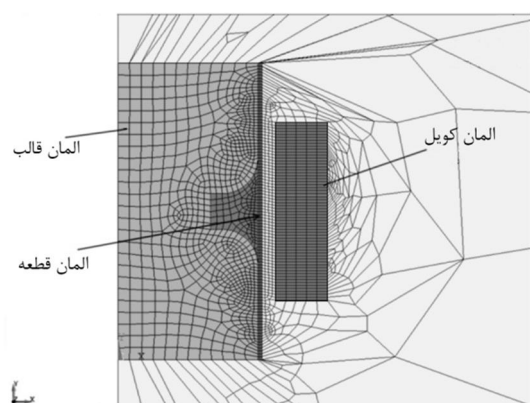 المان کویل
المان قالب
المان قطعه
x
Y
x